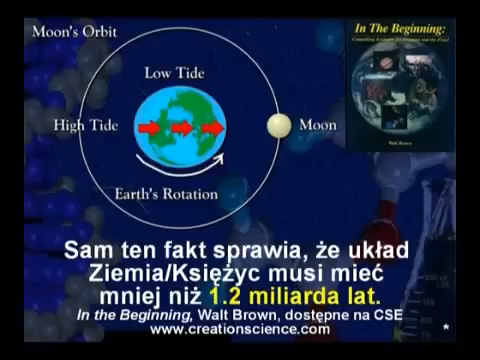 Moon's Orbit
In The Beginning:
Compelling Evidence for Creation and the Flood
Low Tide
High Tide
Moon
Walt Brown
Earth's Rotation
Sam ten fakt sprawia, że układ
Ziemia/Księżyc musi mieć
mniej niż 1.2 miliarda lat.
In the Beginning, Walt Brown, dostępne na CSE
www.creationscience.com
*